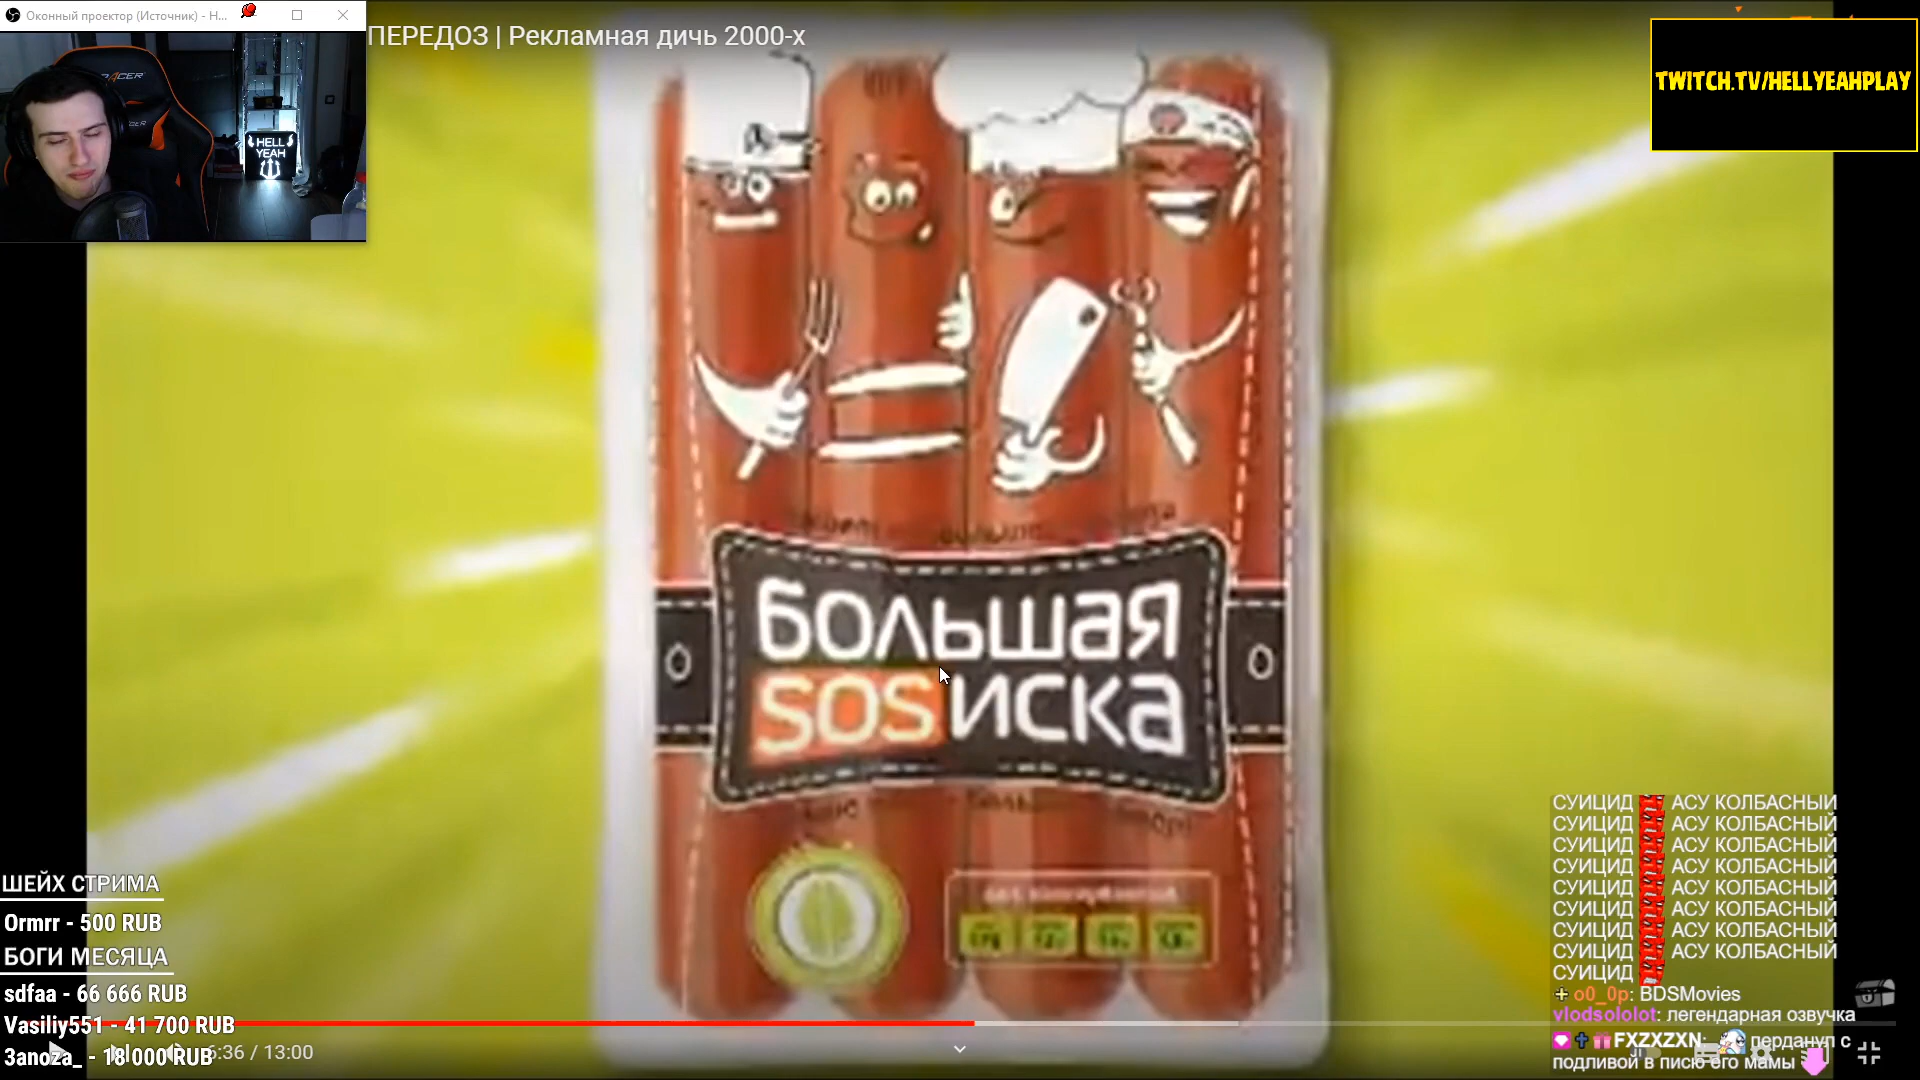 Оконный проектор (Источник) - H...
ПЕРЕДОЗ | Рекламная дичь 2000-х
TWITCH.TV/HELLYEAHPLAY
HELL
YEAH
БОЛЬШАЯ
SOSИСКА
ШЕЙХ СТРИМА
Ormrr - 500 RUB
БОГИ МЕСЯЦА
sdfaa - 66 666 RUB
Vasiliy551 - 41 700 RUB
3anoza_ - 18 000 RUB
6:36 / 13:00
СУИЦИД АСУ КОЛБАСНЫЙ
СУИЦИД АСУ КОЛБАСНЫЙ
СУИЦИД АСУ КОЛБАСНЫЙ
СУИЦИД АСУ КОЛБАСНЫЙ
СУИЦИД АСУ КОЛБАСНЫЙ
СУИЦИД АСУ КОЛБАСНЫЙ
СУИЦИД АСУ КОЛБАСНЫЙ
СУИЦИД АСУ КОЛБАСНЫЙ
СУИЦИД
o0_0p: BDSMovies
vlodsololot: легендарная озвучка
FXZXZXN: перданул с
подливой в писю его мамы